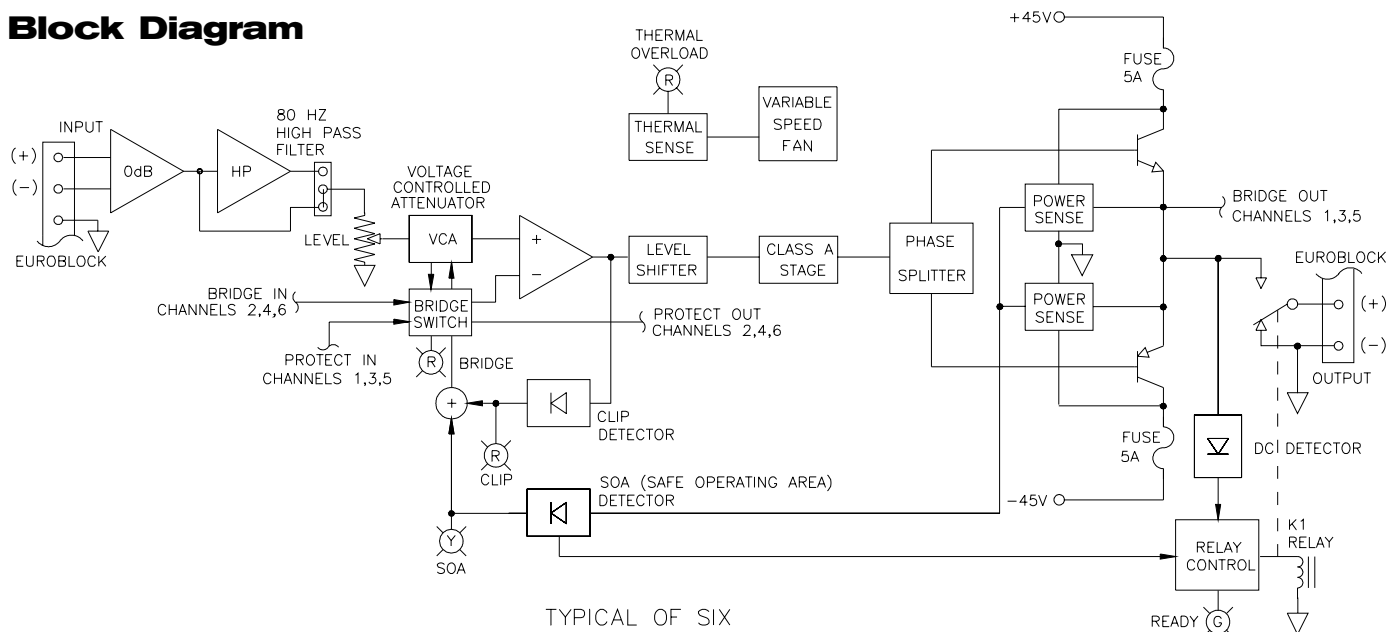 Block Diagram
INPUT
(+)
(-)
EUROBLOCK
0dB
HP
80 HZ
HIGH PASS
FILTER
LEVEL
VOLTAGE
CONTROLLED
ATTENUATOR
VCA
BRIDGE IN
CHANNELS 2,4,6
PROTECT IN
CHANNELS 1,3,5
BRIDGE
SWITCH
R
BRIDGE
+
−
PROTECT OUT
CHANNELS 2,4,6
+
R
CLIP
CLIP
DETECTOR
SOA (SAFE OPERATING AREA)
DETECTOR
Y
SOA
THERMAL
OVERLOAD
R
THERMAL
SENSE
VARIABLE
SPEED
FAN
LEVEL
SHIFTER
CLASS A
STAGE
PHASE
SPLITTER
+45V
FUSE
5A
POWER
SENSE
POWER
SENSE
FUSE
5A
−45V
BRIDGE OUT
CHANNELS 1,3,5
EUROBLOCK
(+)
(-)
OUTPUT
DC DETECTOR
RELAY
CONTROL
K1
RELAY
READY
G
TYPICAL OF SIX